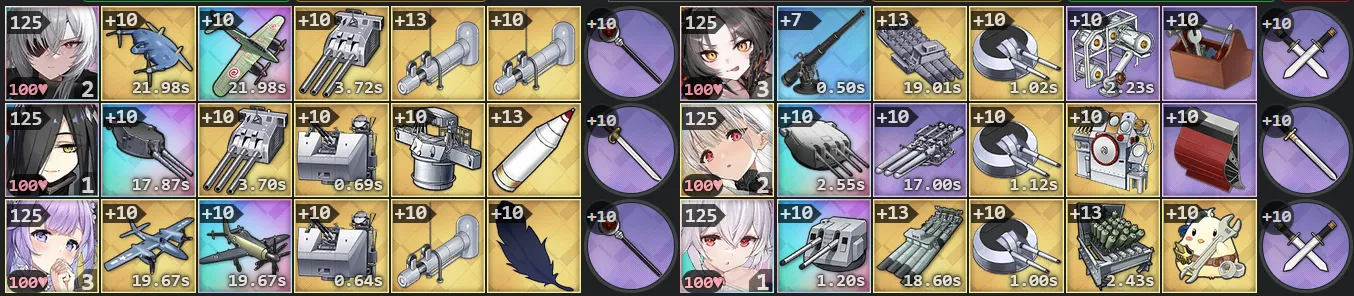 125 +10 +10 +10 +13 +10 +10
100♥ 2 21.98s 21.98s 3.72s
125 +7 +13 +10 +10 +10 +10
100♥ 3 0.50s 19.01s 1.02s 2.23s
125 +10 +10 +10 +10 +13 +10
100♥ 1 17.87s 3.70s 0.69s
125 +10 +10 +10 +10 +10 +10
100♥ 2 2.55s 17.00s 1.12s
125 +10 +10 +10 +10 +10 +10
100♥ 3 19.67s 19.67s 0.64s
125 +10 +13 +10 +13 +10 +10
100♥ 1 1.20s 18.60s 1.00s 2.43s